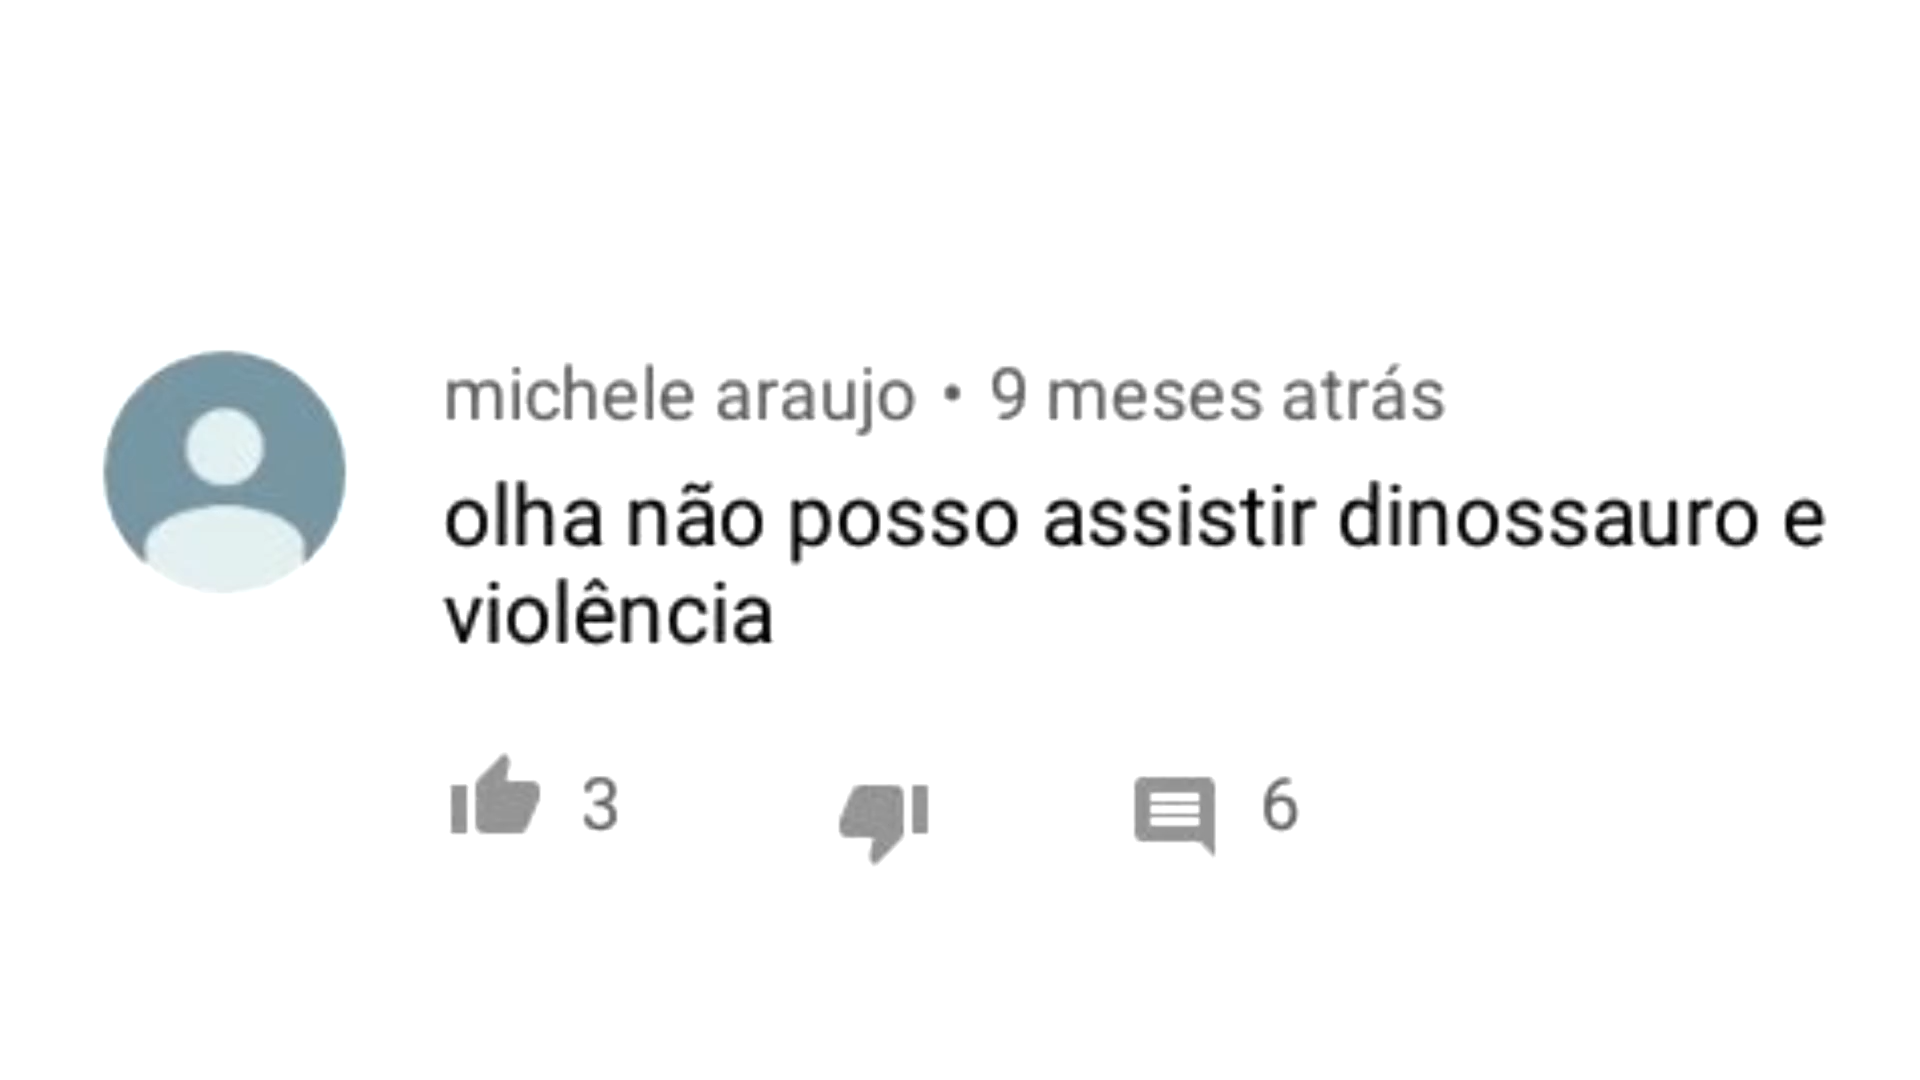 michele araujo • 9 meses atrás
olha não posso assistir dinossauro e
violência
3 6